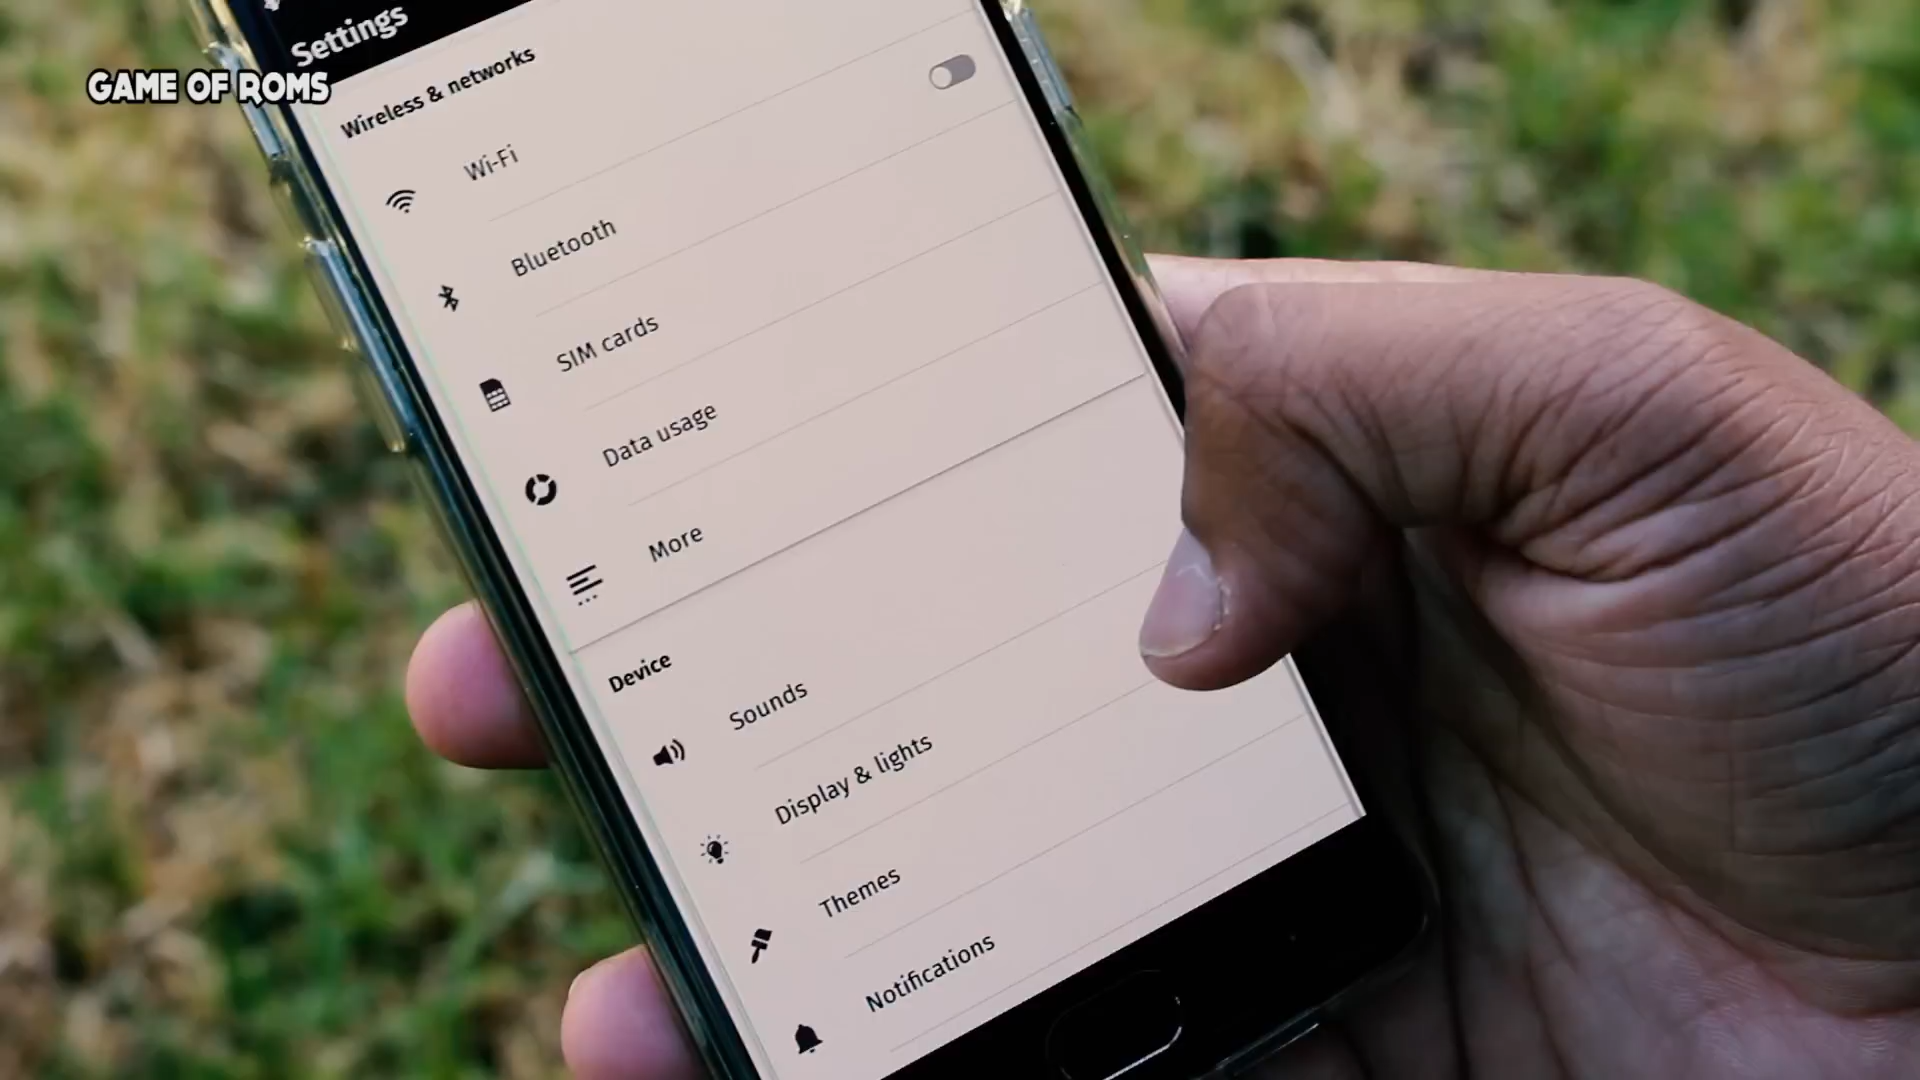 Settings
GAME OF ROMS
Wireless & networks
Wi-Fi
Bluetooth
SIM cards
Data usage
More
Device
Sounds
Display & lights
Themes
Notifications